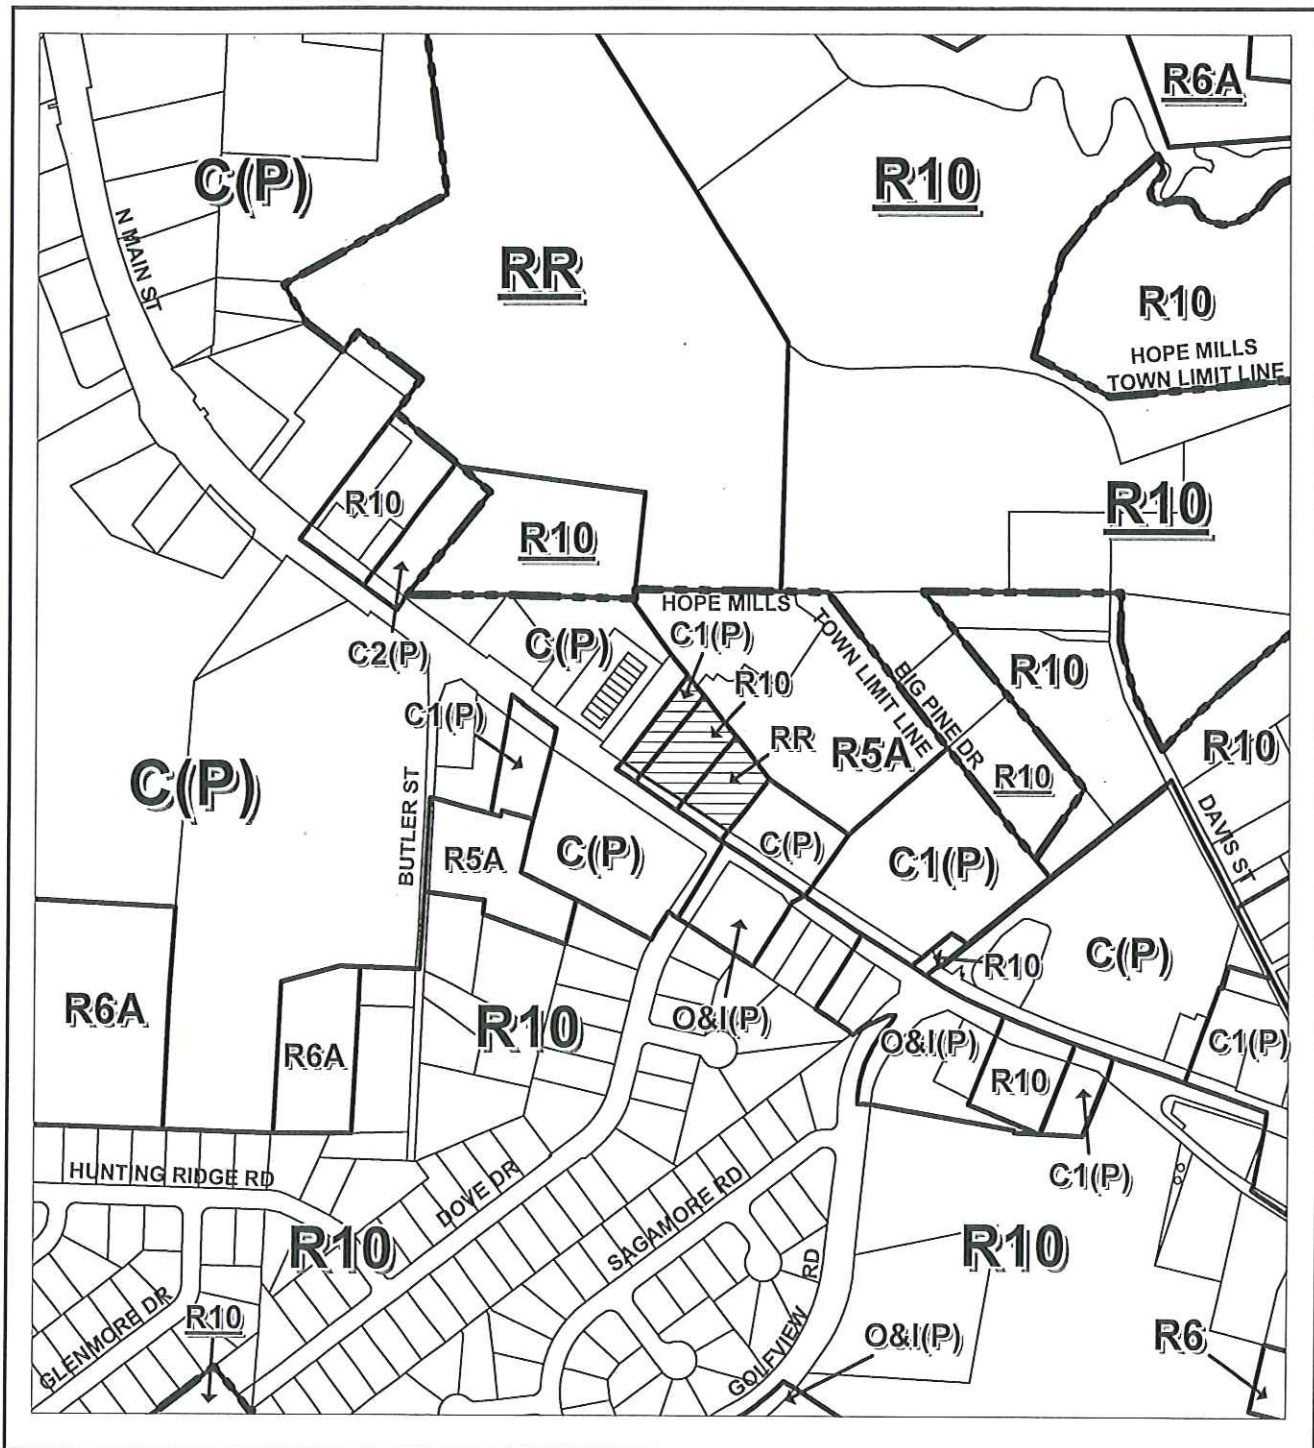 R6A
C(P)
R10
N MAIN ST
RR
R10
HOPE MILLS
TOWN LIMIT LINE
R10
R10
R10
HOPE MILLS
TOWN LIMIT LINE
C2(P)
C(P)
C1(P)
R10
BIG PINE DR
R10
C1(P)
RR
R5A
R10
R10
C(P)
BUTLER ST
DAVIS ST
R5A
C(P)
C(P)
C1(P)
R6A
R6A
R10
O&I(P)
R10
C(P)
O&I(P)
R10
C1(P)
C1(P)
HUNTING RIDGE RD
DOVE DR
SAGAMORE RD
R10
R10
GLENMORE DR
R10
GOLFVIEW RD
O&I(P)
R6